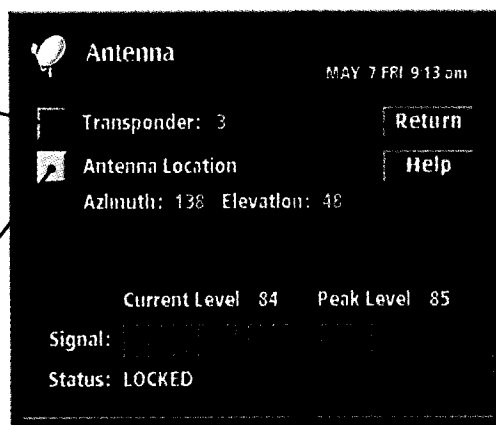 Antenna
MAY 7 FRI 9:13 am
Transponder: 3
Return
Antenna Location
Help
Azimuth: 138 Elevation: 48
Current Level 84 Peak Level 85
Signal:
Status: LOCKED